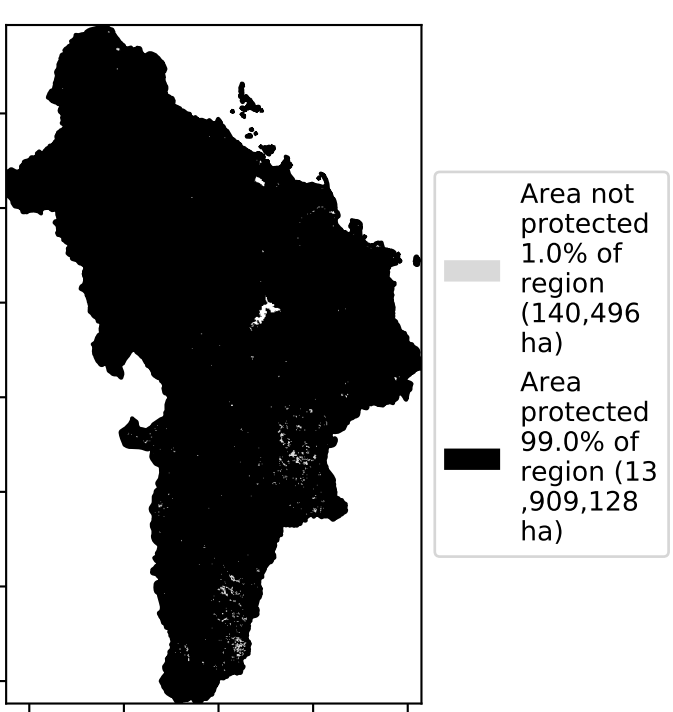 Area not
protected
1.0% of
region
(140,496
ha)
Area
protected
99.0% of
region (13
,909,128
ha)